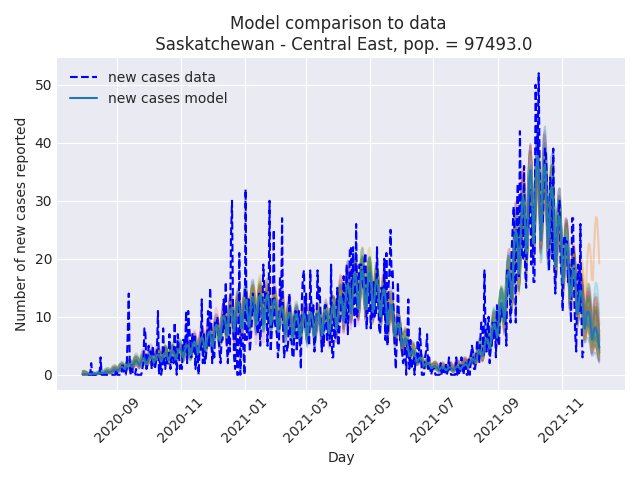 Model comparison to data
Saskatchewan - Central East, pop. = 97493.0
new cases data
new cases model
Number of new cases reported
50
40
30
20
10
0
2020-09
2020-11
2021-01
2021-03
2021-05
2021-07
2021-09
2021-11
Day